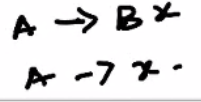 A → Bx
A → x.